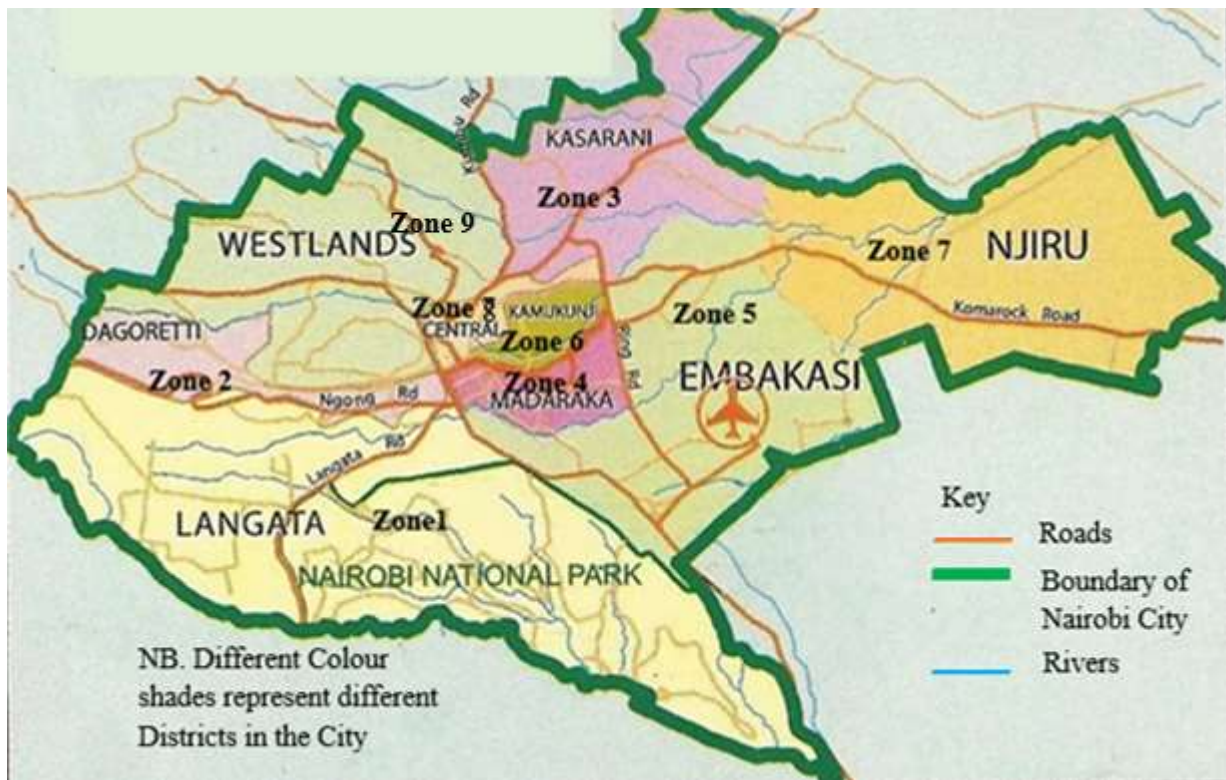 Kiambu Rd
KASARANI
Zone 3
Zone 9
WESTLANDS
Zone 7
NJIRU
Zone 8
KAMUKUNJI
CENTRAL
Zone 5
Komarock Road
DAGORETTI
Zone 6
Zone 2
Zone 4
EMBAKASI
Ngong Rd
MADARAKA
Langata Rd
LANGATA
Zone1
NAIROBI NATIONAL PARK
Key
Roads
Boundary of
Nairobi City
Rivers
NB. Different Colour
shades represent different
Districts in the City